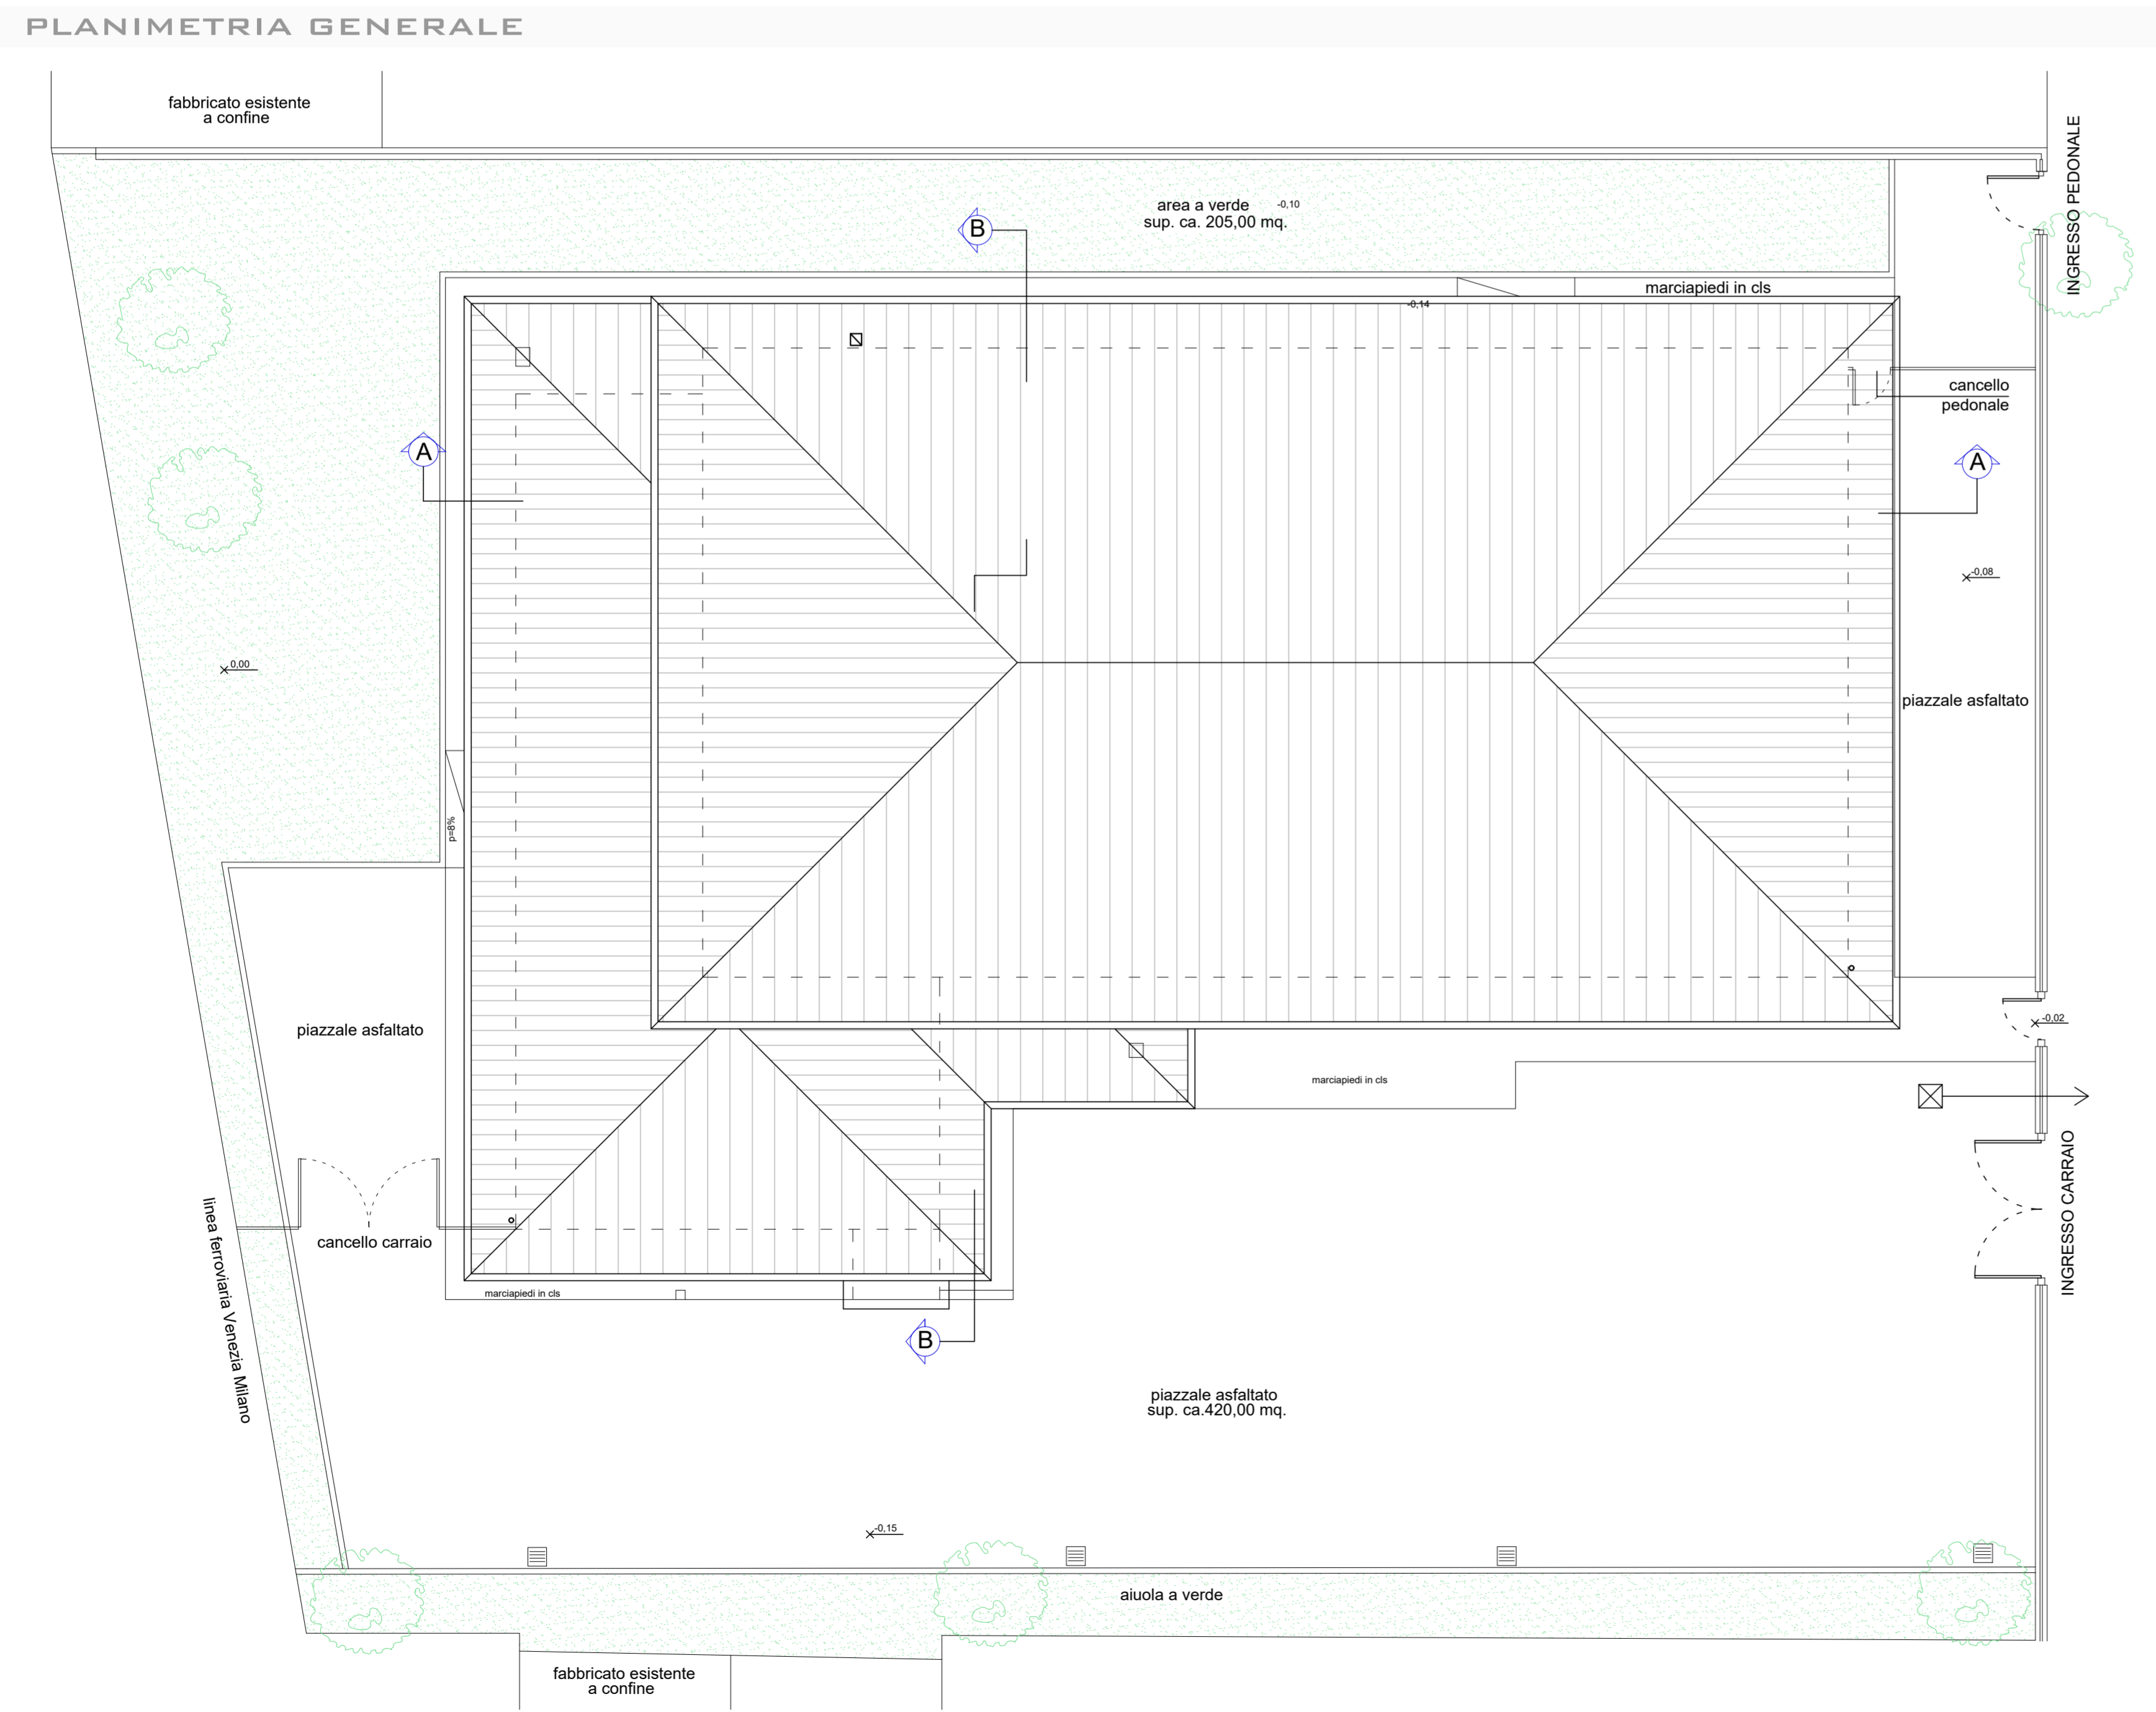 PLANIMETRIA GENERALE
fabbricato esistente
a confine
INGRESSO PEDONALE
area a verde -0,10
sup. ca. 205,00 mq.
B
marciapiedi in cls
-0,14
cancello
pedonale
A
A
-0,08
0,00
piazzale asfaltato
p=8%
-0,02
piazzale asfaltato
marciapiedi in cls
INGRESSO CARRAIO
linea ferroviaria Venezia Milano
cancello carraio
marciapiedi in cls
B
piazzale asfaltato
sup. ca.420,00 mq.
-0,15
aiuola a verde
fabbricato esistente
a confine